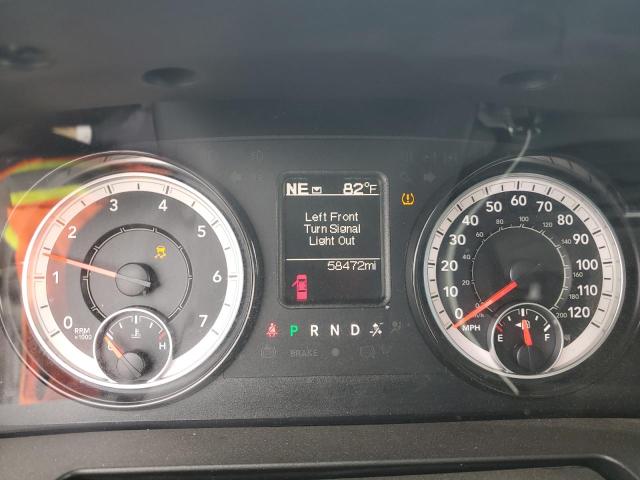 NE 82°F
Left Front
Turn Signal
Light Out
58472mi
P R N D
BRAKE
0 1 2 3 4 5 6 7
RPM
x1000
C H
0 10 20 30 40 50 60 70 80 90 100 110 120
MPH
E F